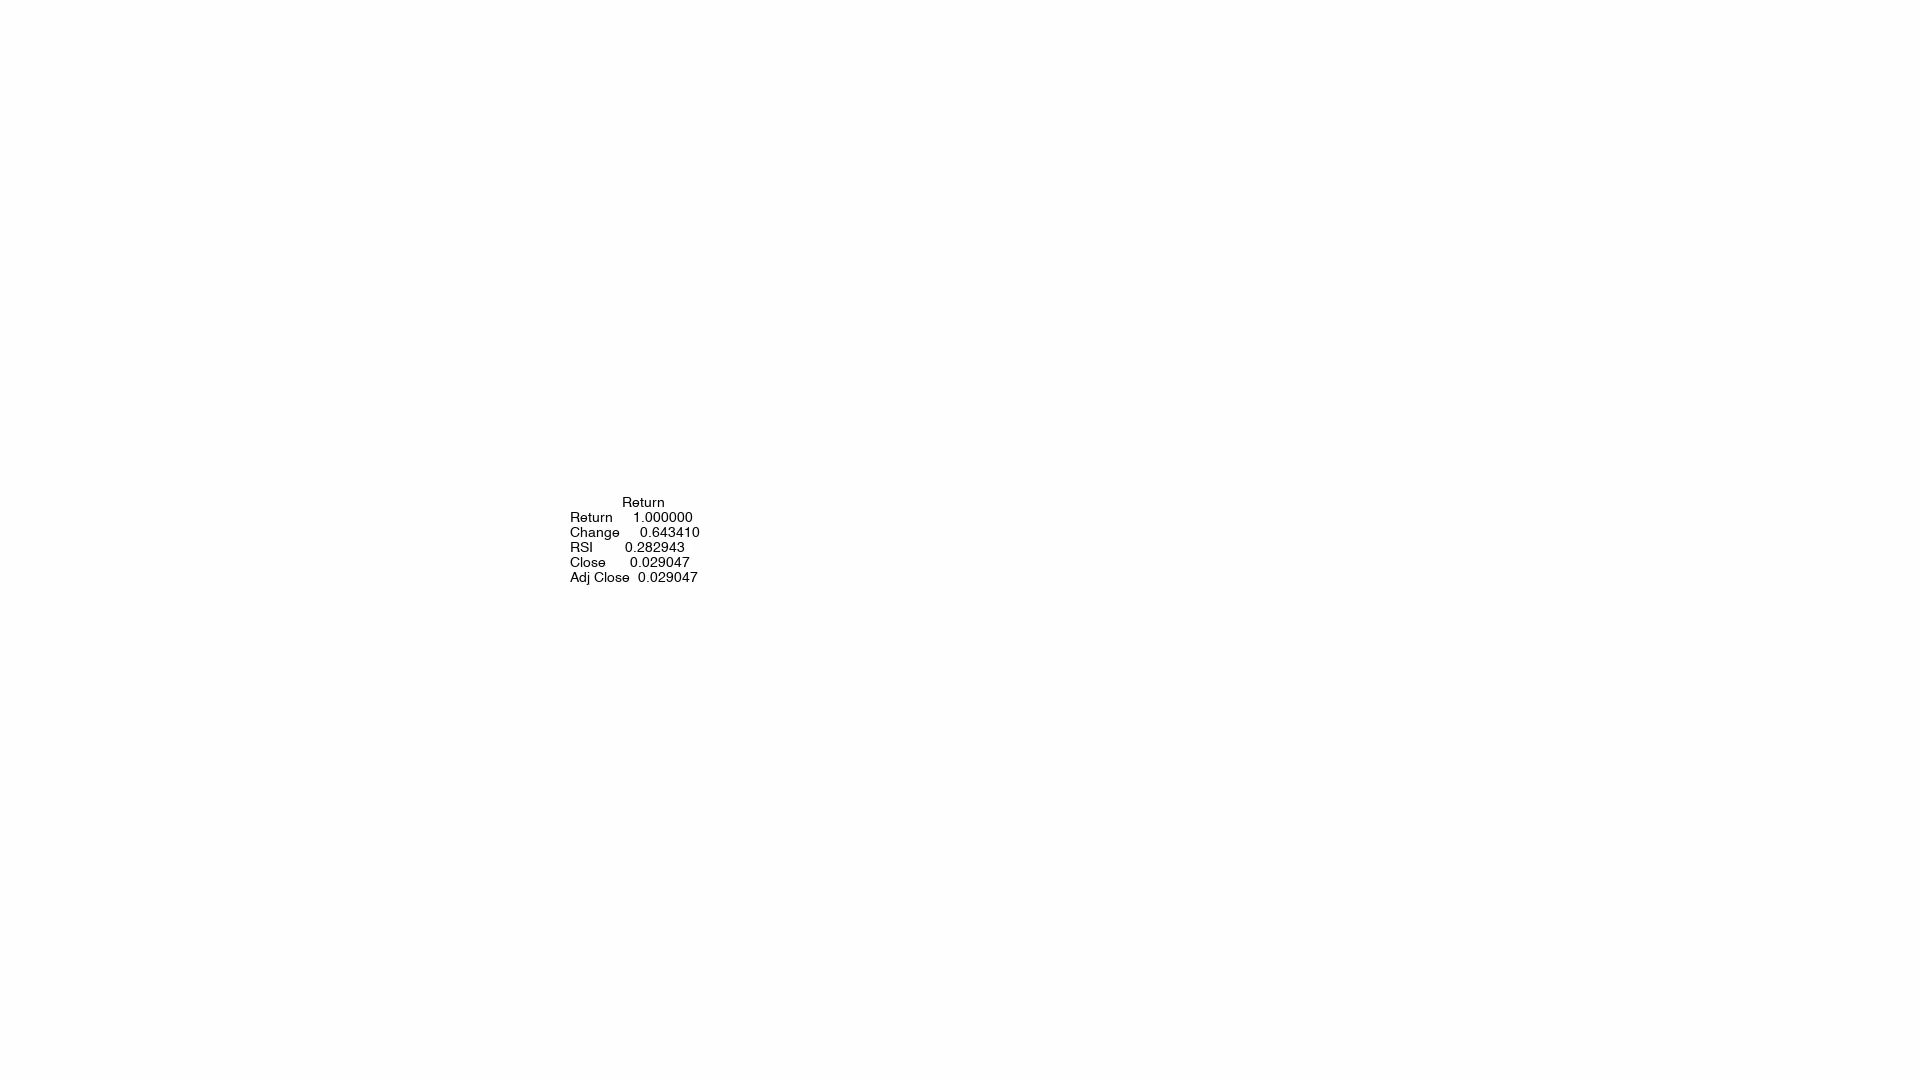 Return
Return 1.000000
Change 0.643410
RSI 0.282943
Close 0.029047
Adj Close 0.029047